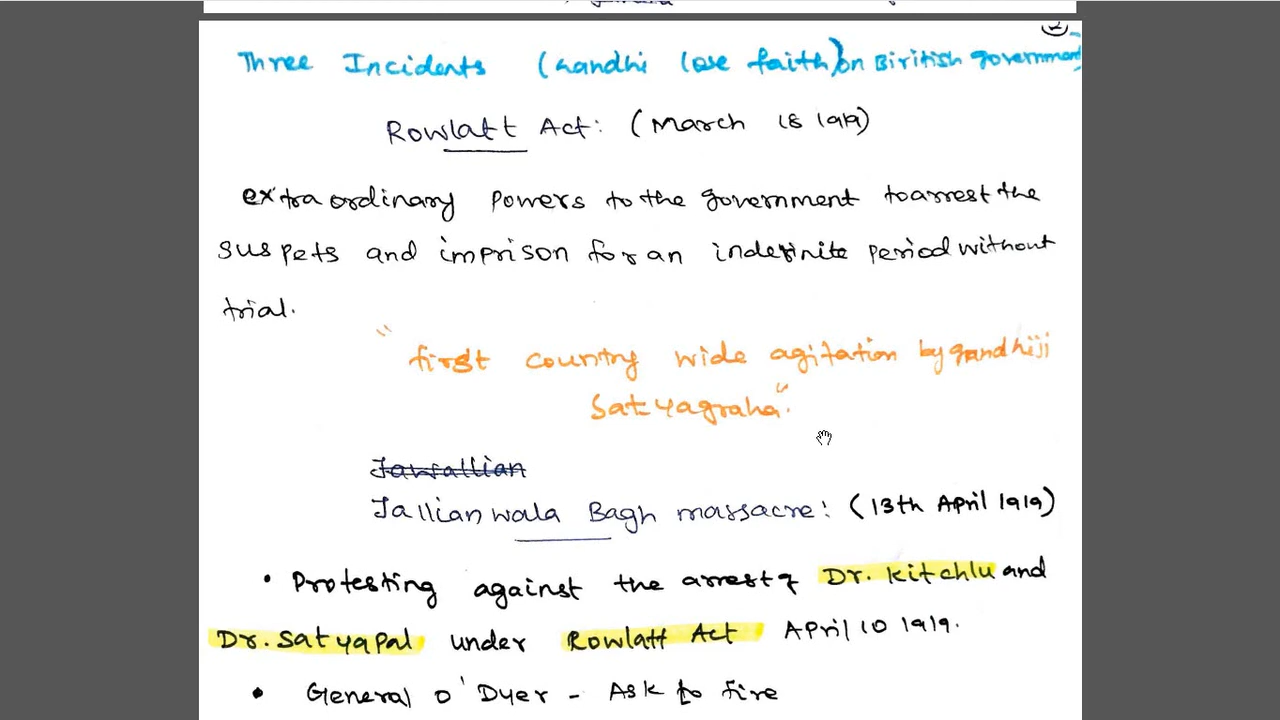 Three Incidents (Gandhi lose faith) on Biritish government
Rowlatt Act: (March 18 1919)
extra ordinary powers to the government to arrest the
suspets and imprison for an indefinite period without
trial.
"first country wide agitation by gandhiji
satyagraha".
Jawallian
Jallianwala Bagh massacre: (13th April 1919)
• Protesting against the arrest of Dr. Kitchlu and
Dr. Satyapal under Rowlatt Act April 10 1919.
• General O'Dyer - Ask to fire